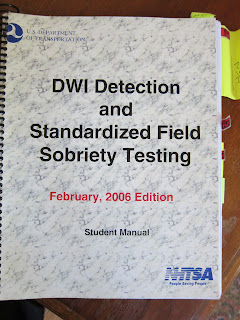 U.S. DEPARTMENT
OF TRANSPORTATION
DWI Detection
and
Standardized Field
Sobriety Testing
February, 2006 Edition
Student Manual
NHTSA
People Saving People